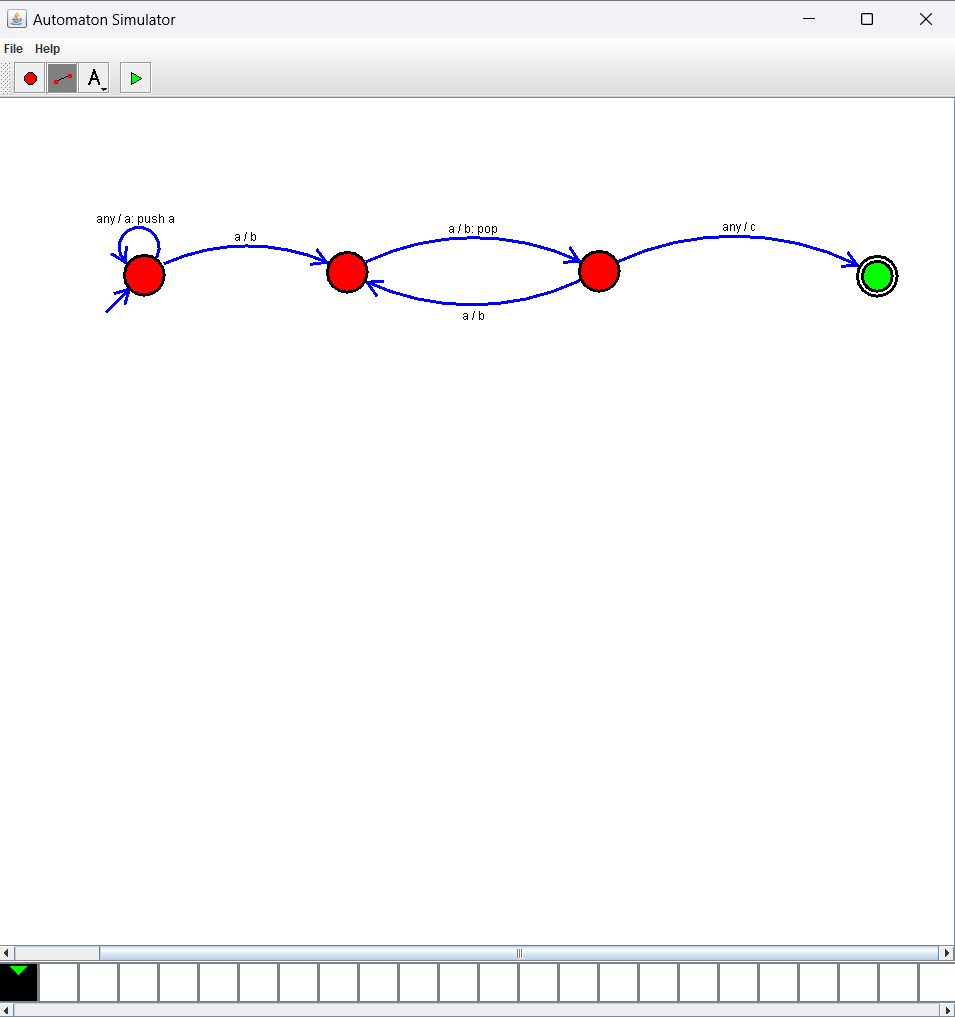 Automaton Simulator
File Help
A
any / a: push a
a / b
a / b: pop
any / c
a / b